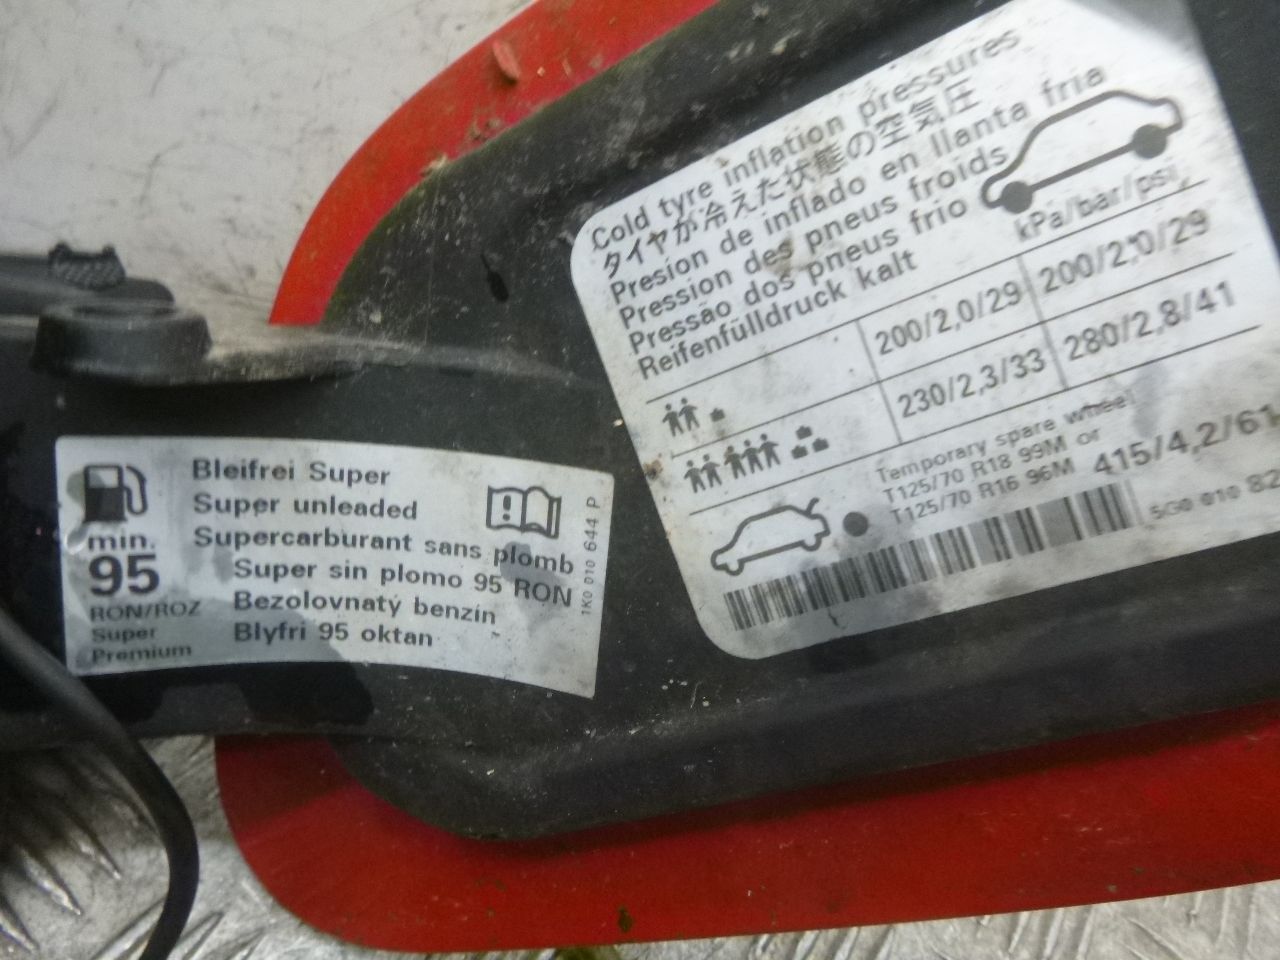 Cold tyre inflation pressures
タイヤが冷えた状態の空気圧
Presion de inflado en llanta fria
Pression des pneus froids
Pressão dos pneus frio
Reifenfülldruck kalt
kPa/bar/psi
200/2,0/29 200/2,0/29
230/2,3/33 280/2,8/41
Temporary spare wheel
T125/70 R18 99M or
T125/70 R16 96M 415/4,2/61
5G0 010 82
Bleifrei Super
Super unleaded
Supercarburant sans plomb
Super sin plomo 95 RON
Bezolovnatý benzín
Blyfri 95 oktan
min.
95
RON/ROZ
Super
Premium
1K0 010 644 P